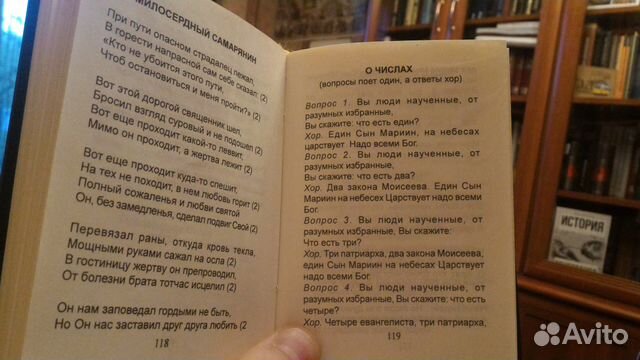 МИЛОСЕРДНЫЙ САМАРЯНИН
При пути опасном страдалец лежал,
В горести напрасной сам себе сказал:
«Кто не убоится этого пути,
Чтоб остановиться и меня пройти?» (2)
Вот этой дорогой священник шел,
Бросил взгляд суровый и не подошел (2)
Вот еще проходит какой-то леввит,
Мимо он проходит, а жертва лежит (2)
Вот еще проходит куда-то спешит,
На тех не походит, в нем любовь горит (2)
Полный сожаленья и любви святой
Он, без замедленья, сделал подвиг Свой (2)
Перевязал раны, откуда кровь текла,
Мощными руками сажал на осла (2)
В гостиницу жертву он препроводил,
От болезни брата тотчас исцелил (2)
Он нам заповедал гордыми не быть,
Но Он нас заставил друг друга любить (2
118
О ЧИСЛАХ
(вопросы поет один, а ответы хор)
Вопрос 1. Вы люди наученные, от
разумных избранные,
Вы скажите: что есть един?
Хор. Един Сын Мариин, на небесах
царствует Надо всеми Бог.
Вопрос 2. Вы люди наученные, от
разумных избранные,
Вы скажите: что есть два?
Хор. Два закона Моисеева. Един Сын
Мариин на небесах Царствует надо всеми
Бог.
Вопрос 3. Вы люди наученные, от
разумных избранные, Вы скажите:
Что есть три?
Хор. Три патриарха, два закона Моисеева,
един Сын Мариин на небесах Царствует
надо всеми Бог.
Вопрос 4. Вы люди наученные, от
разумных избранные, Вы скажите: что есть
четыре?
Хор. Четыре евангелиста, три патриарха,
119
ИСТОРИЯ
Avito